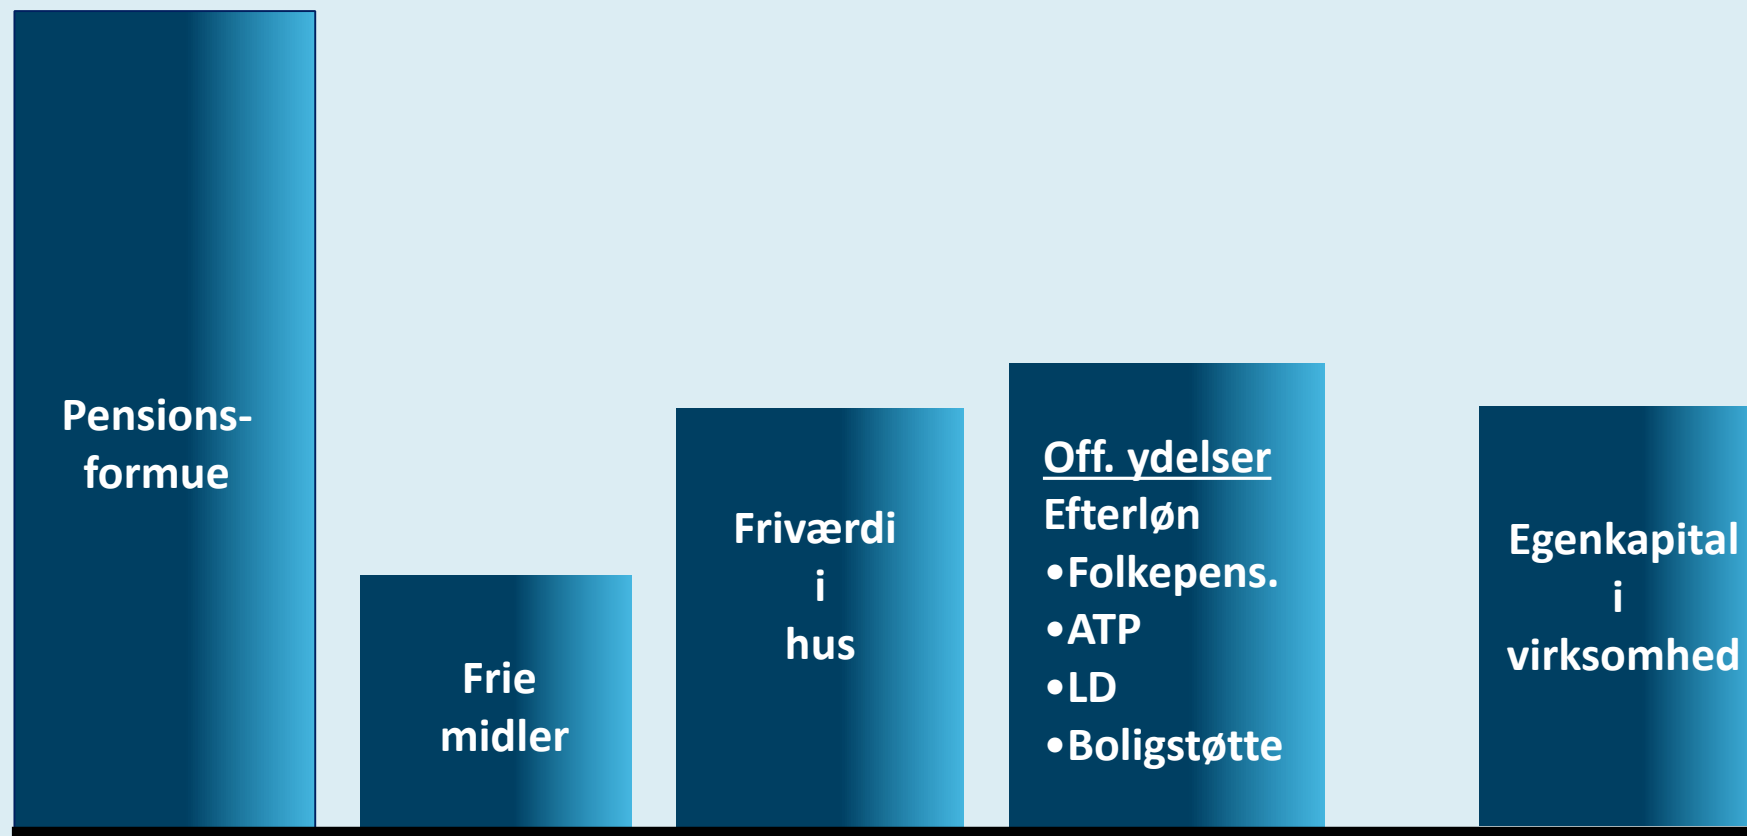 Pensions-
formue
Frie
midler
Friværdi
i
hus
Off. ydelser
Efterløn
•Folkepens.
•ATP
•LD
•Boligstøtte
Egenkapital
i
virksomhed